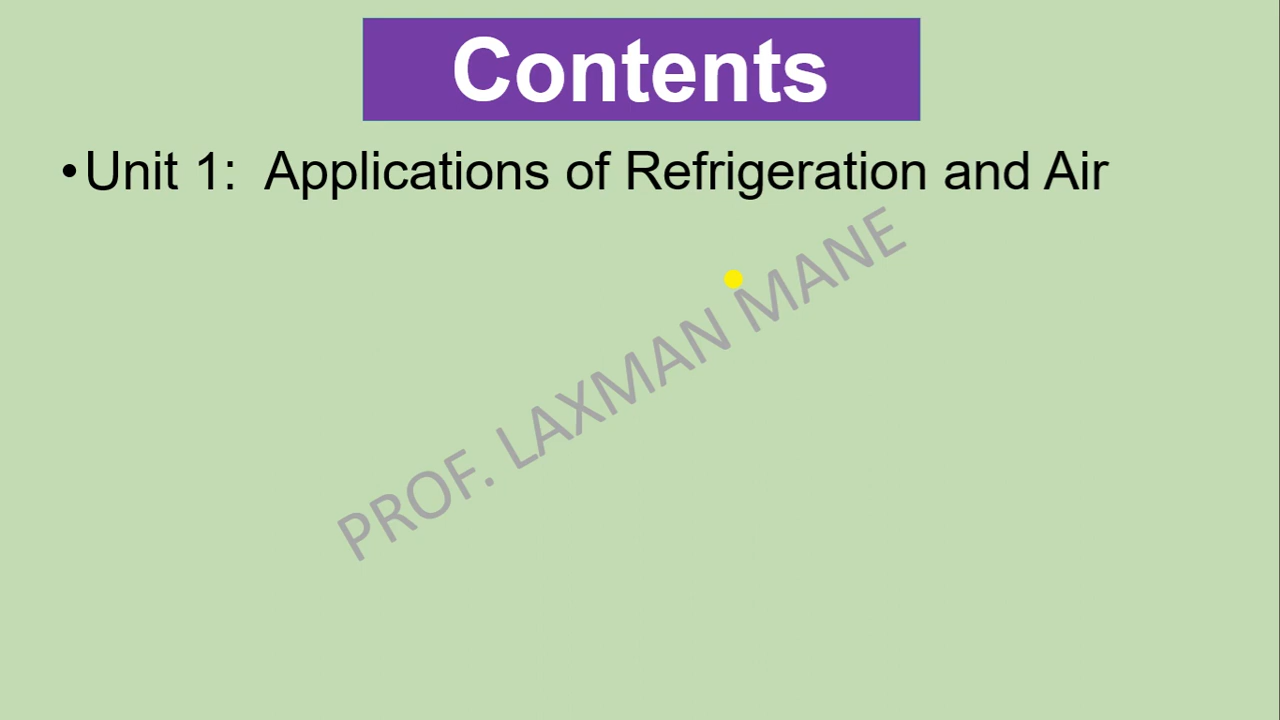 Contents
•Unit 1: Applications of Refrigeration and Air
PROF. LAXMAN MANE